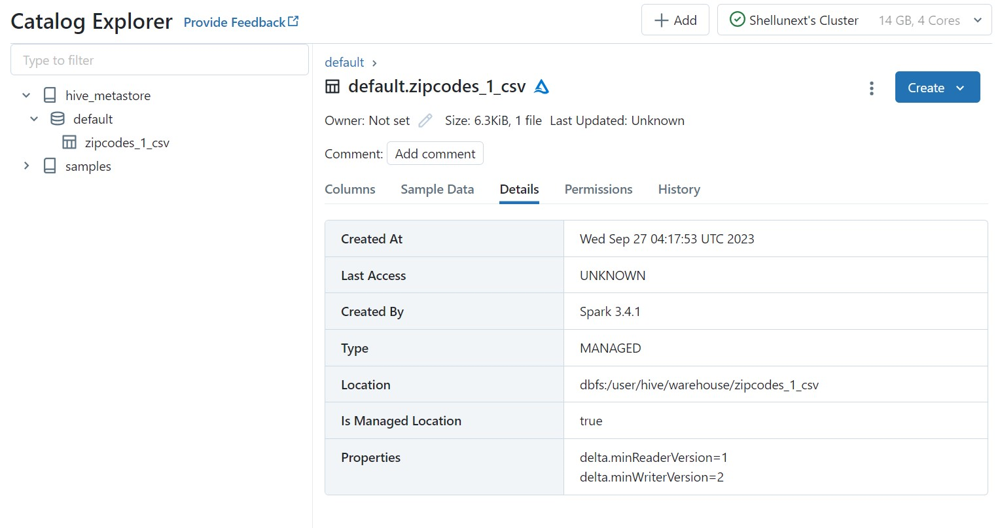 Catalog Explorer Provide Feedback
Add
Shellunext's Cluster 14 GB, 4 Cores
Type to filter
hive_metastore
default
zipcodes_1_csv
samples
default
default.zipcodes_1_csv
Create
Owner: Not set Size: 6.3KiB, 1 file Last Updated: Unknown
Comment: Add comment
Columns Sample Data Details Permissions History
Created At Wed Sep 27 04:17:53 UTC 2023
Last Access UNKNOWN
Created By Spark 3.4.1
Type MANAGED
Location dbfs:/user/hive/warehouse/zipcodes_1_csv
Is Managed Location true
Properties delta.minReaderVersion=1
delta.minWriterVersion=2